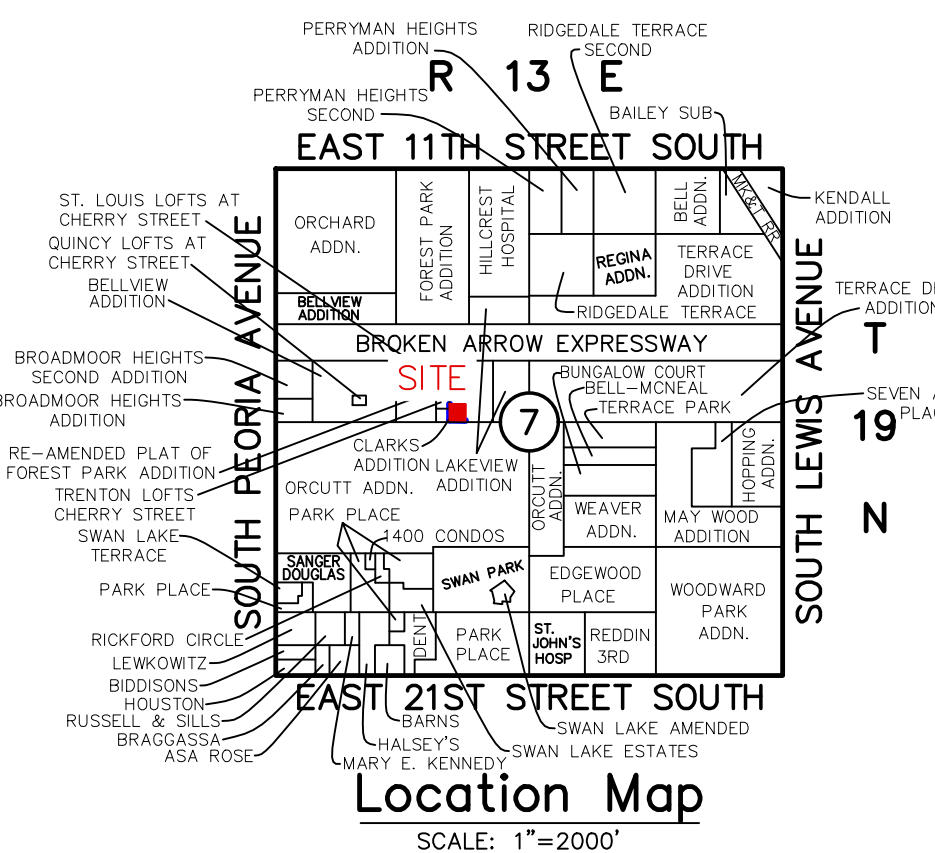 PERRYMAN HEIGHTS
ADDITION
RIDGEDALE TERRACE
SECOND
R 13 E
PERRYMAN HEIGHTS
SECOND
BAILEY SUB
EAST 11TH STREET SOUTH
ST. LOUIS LOFTS AT
CHERRY STREET
QUINCY LOFTS AT
CHERRY STREET
BELLVIEW
ADDITION
BROADMOOR HEIGHTS
SECOND ADDITION
BROADMOOR HEIGHTS
ADDITION
RE-AMENDED PLAT OF
FOREST PARK ADDITION
TRENTON LOFTS
CHERRY STREET
SWAN LAKE
TERRACE
PARK PLACE
RICKFORD CIRCLE
LEWKOWITZ
BIDDISONS
HOUSTON
RUSSELL & SILLS
BRAGGASSA
ASA ROSE
SOUTH PEORIA AVENUE
ORCHARD
ADDN.
FOREST PARK
ADDITION
HILLCREST
HOSPITAL
BELL
ADDN.
MK&T RR
KENDALL
ADDITION
REGINA
ADDN.
TERRACE
DRIVE
ADDITION
BELLVIEW
ADDITION
RIDGEDALE TERRACE
TERRACE DR
ADDITION
BROKEN ARROW EXPRESSWAY
SITE
BUNGALOW COURT
BELL-MCNEAL
TERRACE PARK
7
CLARKS
ADDITION
LAKEVIEW
ADDITION
ORCUTT ADDN.
ORCUTT
ADDN.
WEAVER
ADDN.
MAY WOOD
ADDITION
HOPPING
ADDN.
SEVEN A
PLAC
T
19
N
SOUTH LEWIS AVENUE
PARK PLACE
1400 CONDOS
SANGER
DOUGLAS
SWAN PARK
EDGEWOOD
PLACE
WOODWARD
PARK
ADDN.
DENT
PARK
PLACE
ST.
JOHN'S
HOSP
REDDIN
3RD
EAST 21ST STREET SOUTH
BARNS
HALSEY'S
MARY E. KENNEDY
SWAN LAKE AMENDED
SWAN LAKE ESTATES
Location Map
SCALE: 1"=2000'